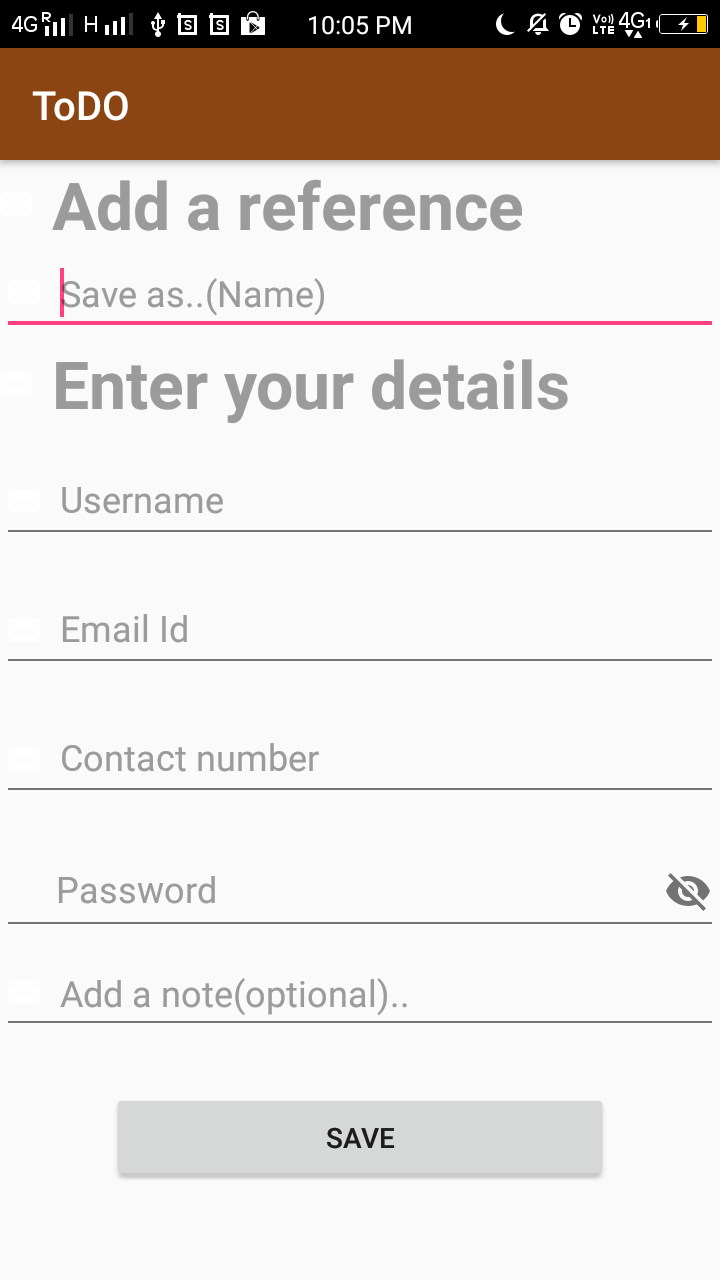 4G R H 10:05 PM Vo)) LTE 4G 1
ToDO
Add a reference
Save as..(Name)
Enter your details
Username
Email Id
Contact number
Password
Add a note(optional)..
SAVE